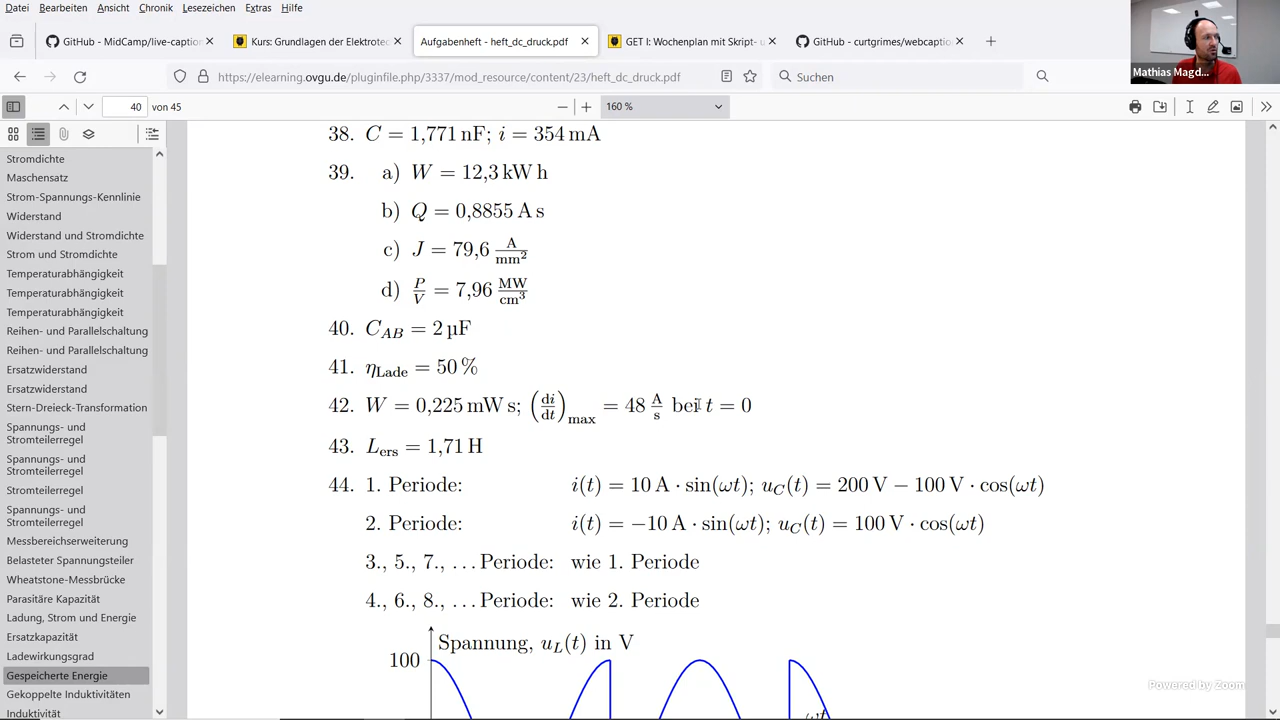 Datei Bearbeiten Ansicht Chronik Lesezeichen Extras Hilfe
GitHub - MidCamp/live-caption
Kurs: Grundlagen der Elektrotec
Aufgabenheft - heft_dc_druck.pdf
GET I: Wochenplan mit Skript- u
GitHub - curtgrimes/webcaptio
Mathias Magd...
https://elearning.ovgu.de/pluginfile.php/3357/mod_resource/content/23/heft_dc_druck.pdf
Suchen
40 von 45
160 %
Stromdichte
Maschensatz
Strom-Spannungs-Kennlinie
Widerstand
Widerstand und Stromdichte
Strom und Stromdichte
Temperaturabhängigkeit
Temperaturabhängigkeit
Temperaturabhängigkeit
Reihen- und Parallelschaltung
Reihen- und Parallelschaltung
Ersatzwiderstand
Ersatzwiderstand
Stern-Dreieck-Transformation
Spannungs- und
Stromteilerregel
Spannungs- und
Stromteilerregel
Stromteilerregel
Spannungs- und
Stromteilerregel
Messbereichserweiterung
Belasteter Spannungsteiler
Wheatstone-Messbrücke
Parasitäre Kapazität
Ladung, Strom und Energie
Ersatzkapazität
Ladewirkungsgrad
Gespeicherte Energie
Gekoppelte Induktivitäten
Induktivität
38. C = 1,771 nF; i = 354 mA
39. a) W = 12,3 kW h
b) Q = 0,8855 A s
c) J = 79,6 A/mm²
d) P/V = 7,96 MW/cm³
40. C_AB = 2 µF
41. η_Lade = 50 %
42. W = 0,225 mW s; (di/dt)_max = 48 A/s bei t = 0
43. L_ers = 1,71 H
44. 1. Periode: i(t) = 10 A · sin(ωt); u_C(t) = 200 V − 100 V · cos(ωt)
2. Periode: i(t) = −10 A · sin(ωt); u_C(t) = 100 V · cos(ωt)
3., 5., 7., … Periode: wie 1. Periode
4., 6., 8., … Periode: wie 2. Periode
Spannung, u_L(t) in V
100
ωt
Powered by Zoom